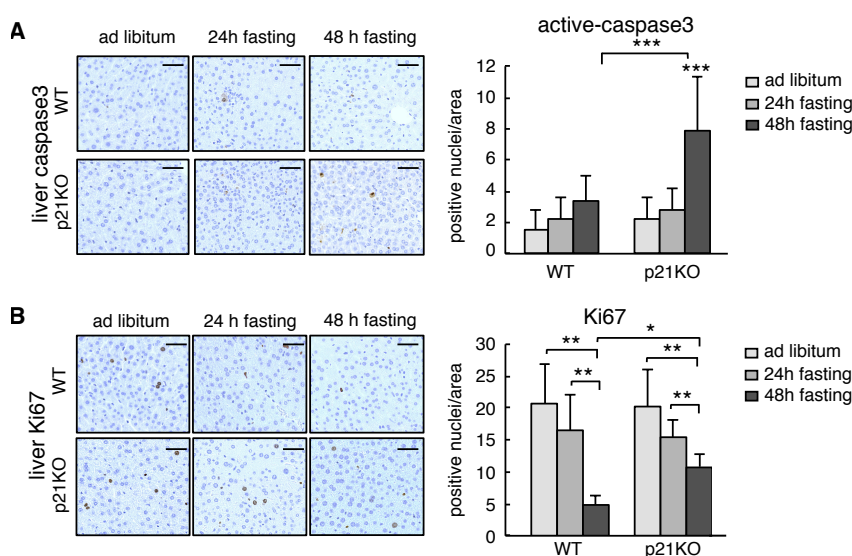 A
active-caspase3
ad libitum 24h fasting 48 h fasting
liver caspase3
WT
p21KO
positive nuclei/area
12
10
8
6
4
2
0
***
***
WT p21KO
ad libitum
24h fasting
48h fasting
B
Ki67
ad libitum 24 h fasting 48 h fasting
liver Ki67
WT
p21KO
positive nuclei/area
30
25
20
15
10
5
0
**
**
*
**
**
WT p21KO
ad libitum
24h fasting
48h fasting